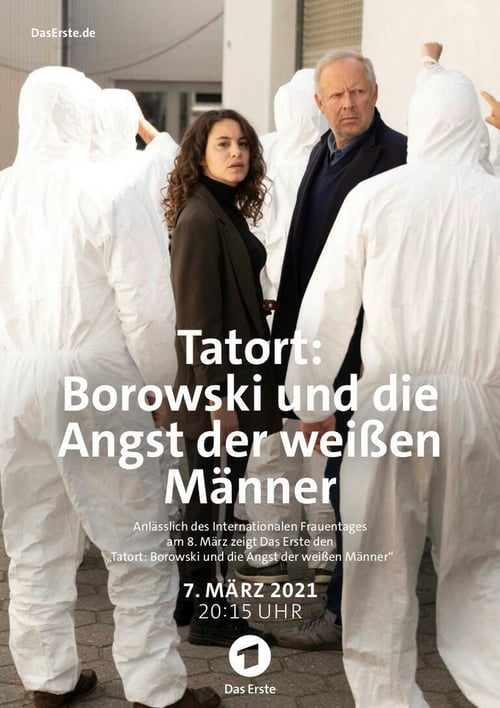 DasErste.de
Tatort:
Borowski und die
Angst der weißen
Männer
Anlässlich des Internationalen Frauentages
am 8. März zeigt Das Erste den
„Tatort: Borowski und die Angst der weißen Männer“
7. MÄRZ 2021
20:15 UHR
1
Das Erste